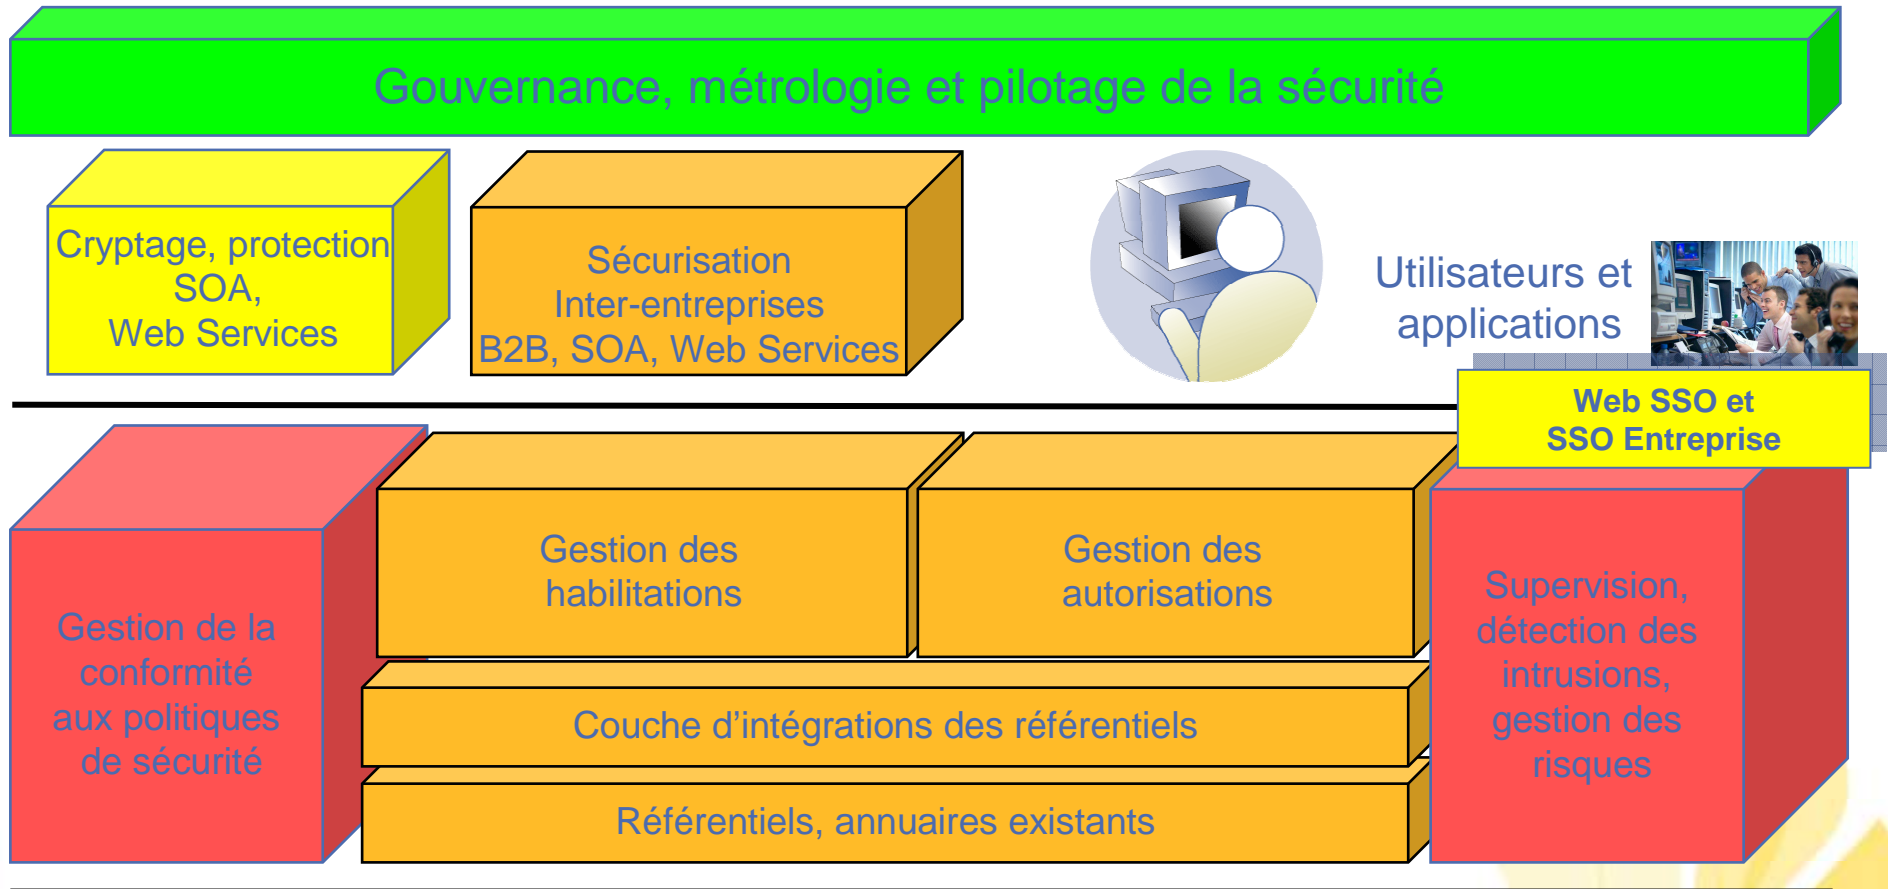 Gouvernance, métrologie et pilotage de la sécurité
Cryptage, protection
SOA,
Web Services
Sécurisation
Inter-entreprises
B2B, SOA, Web Services
Utilisateurs et
applications
Web SSO et
SSO Entreprise
Gestion de la
conformité
aux politiques
de sécurité
Gestion des
habilitations
Gestion des
autorisations
Supervision,
détection des
intrusions,
gestion des
risques
Couche d’intégrations des référentiels
Référentiels, annuaires existants